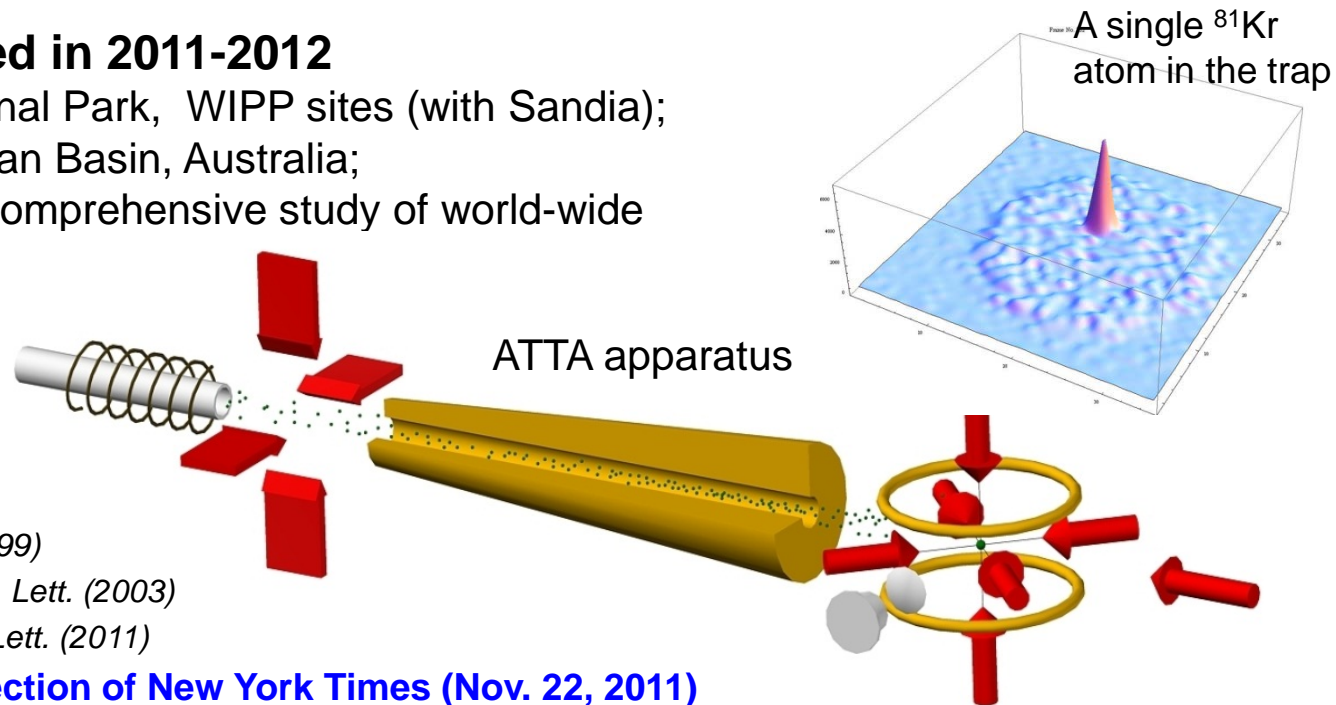 A single ⁸¹Kr
atom in the trap
ed in 2011-2012
nal Park, WIPP sites (with Sandia);
an Basin, Australia;
omprehensive study of world-wide
ATTA apparatus
99)
Lett. (2003)
Lett. (2011)
ection of New York Times (Nov. 22, 2011)